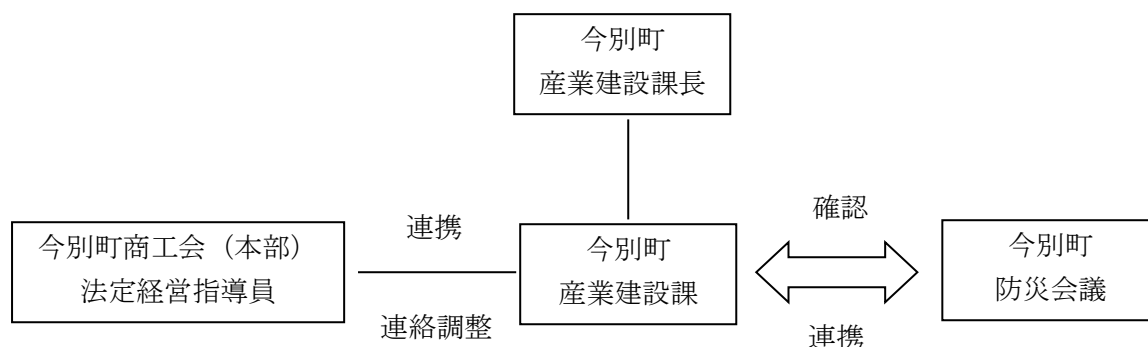 今別町
産業建設課長
連携
確認
今別町商工会（本部）
法定経営指導員
今別町
産業建設課
今別町
防災会議
連絡調整
連携